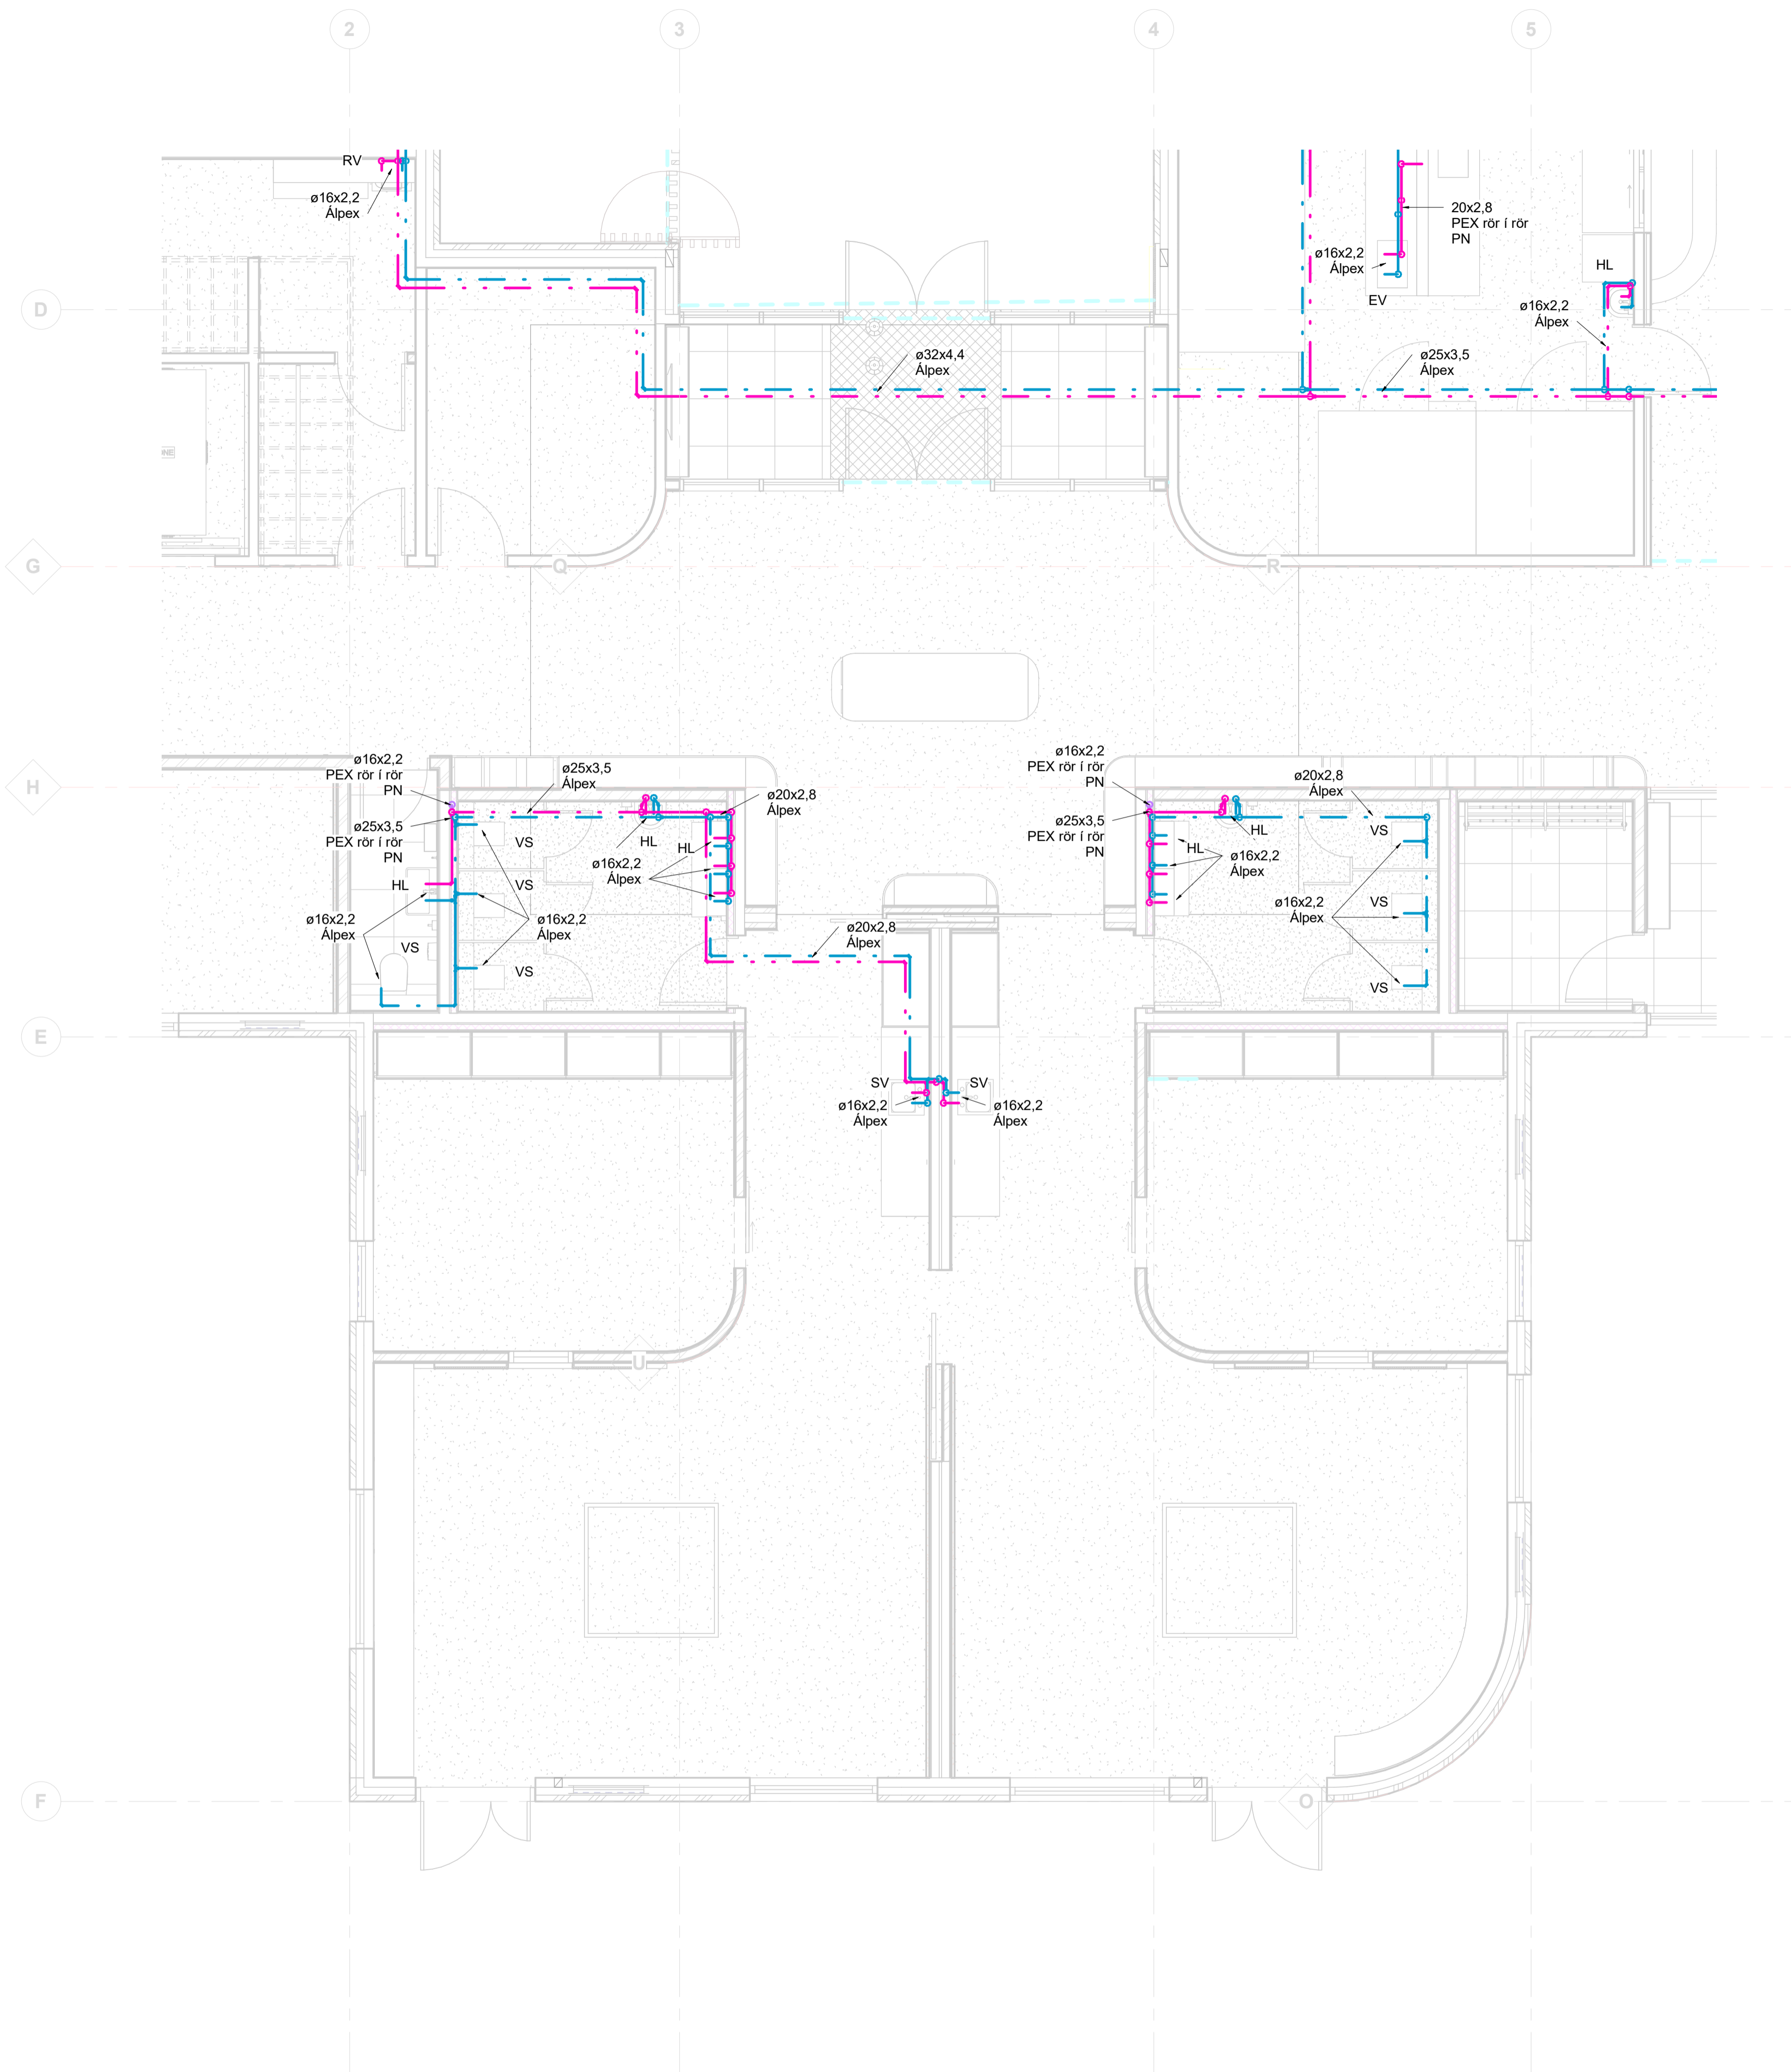 2
3
4
5
RV
ø16x2,2
Álpex
20x2,8
PEX rör í rör
PN
ø16x2,2
Álpex
EV
HL
ø16x2,2
Álpex
D
ø32x4,4
Álpex
ø25x3,5
Álpex
G
Q
R
H
ø16x2,2
PEX rör í rör
PN
ø25x3,5
Álpex
ø20x2,8
Álpex
ø25x3,5
PEX rör í rör
PN
VS
HL
HL
ø16x2,2
Álpex
HL
VS
ø16x2,2
Álpex
ø16x2,2
Álpex
VS
VS
ø20x2,8
Álpex
ø16x2,2
PEX rör í rör
PN
ø20x2,8
Álpex
ø25x3,5
PEX rör í rör
PN
HL
HL
VS
ø16x2,2
Álpex
ø16x2,2
Álpex
VS
VS
E
SV
SV
ø16x2,2
Álpex
ø16x2,2
Álpex
U
F
O